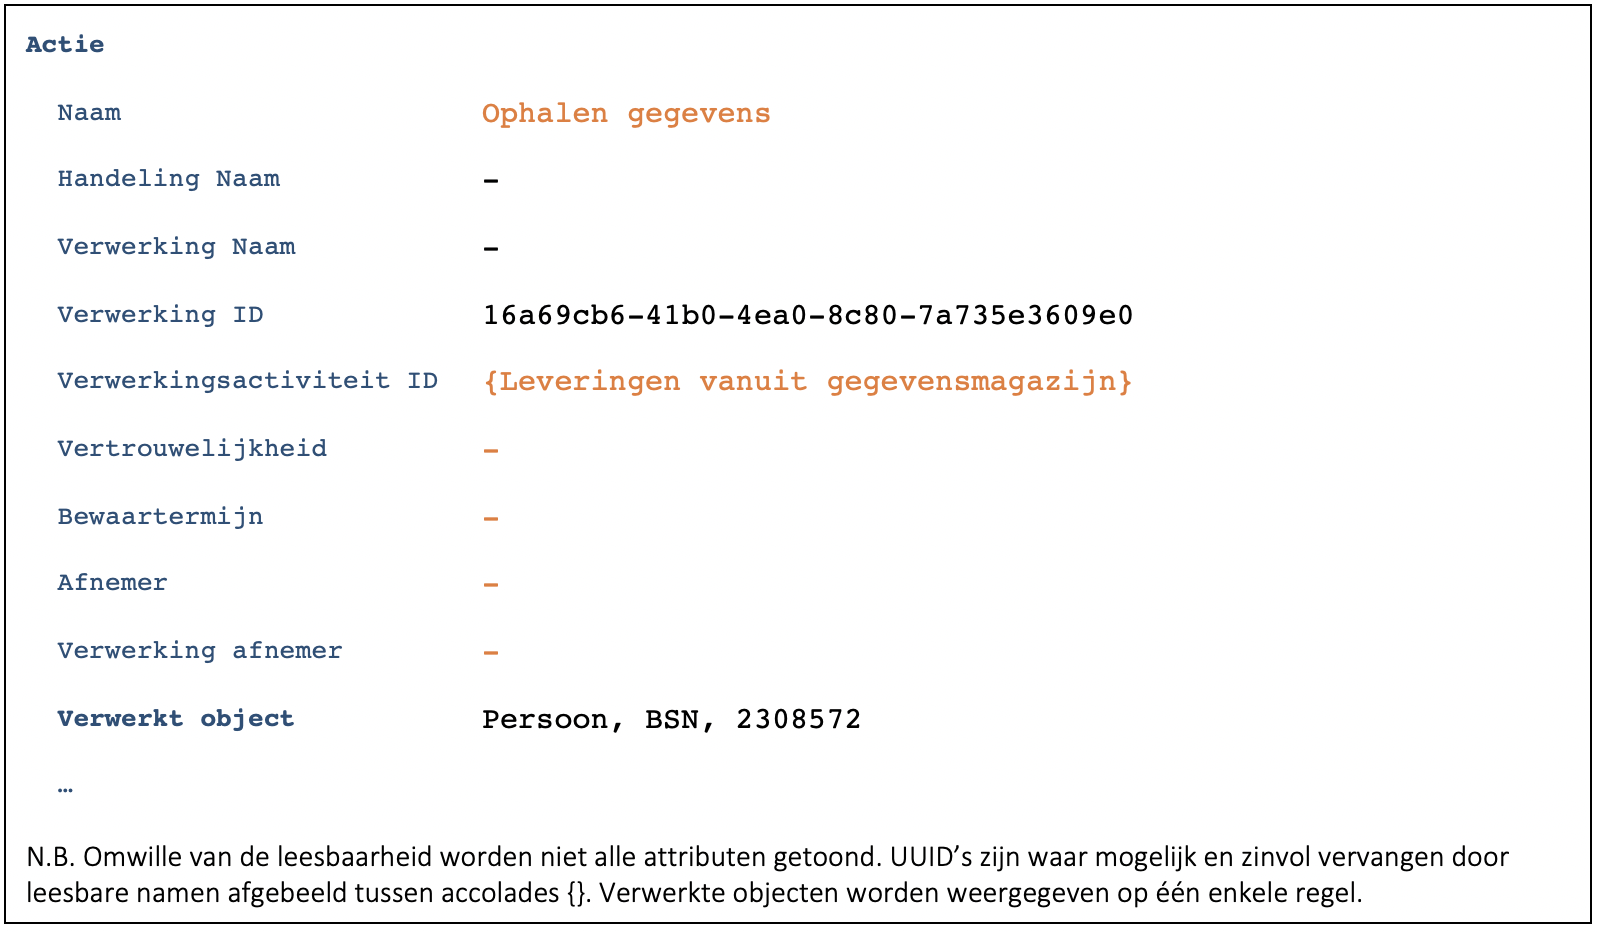 Actie
Naam Ophalen gegevens
Handeling Naam –
Verwerking Naam –
Verwerking ID 16a69cb6-41b0-4ea0-8c80-7a735e3609e0
Verwerkingsactiviteit ID {Leveringen vanuit gegevensmagazijn}
Vertrouwelijkheid –
Bewaartermijn –
Afnemer –
Verwerking afnemer –
Verwerkt object Persoon, BSN, 2308572
…
N.B. Omwille van de leesbaarheid worden niet alle attributen getoond. UUID’s zijn waar mogelijk en zinvol vervangen door
leesbare namen afgebeeld tussen accolades {}. Verwerkte objecten worden weergegeven op één enkele regel.